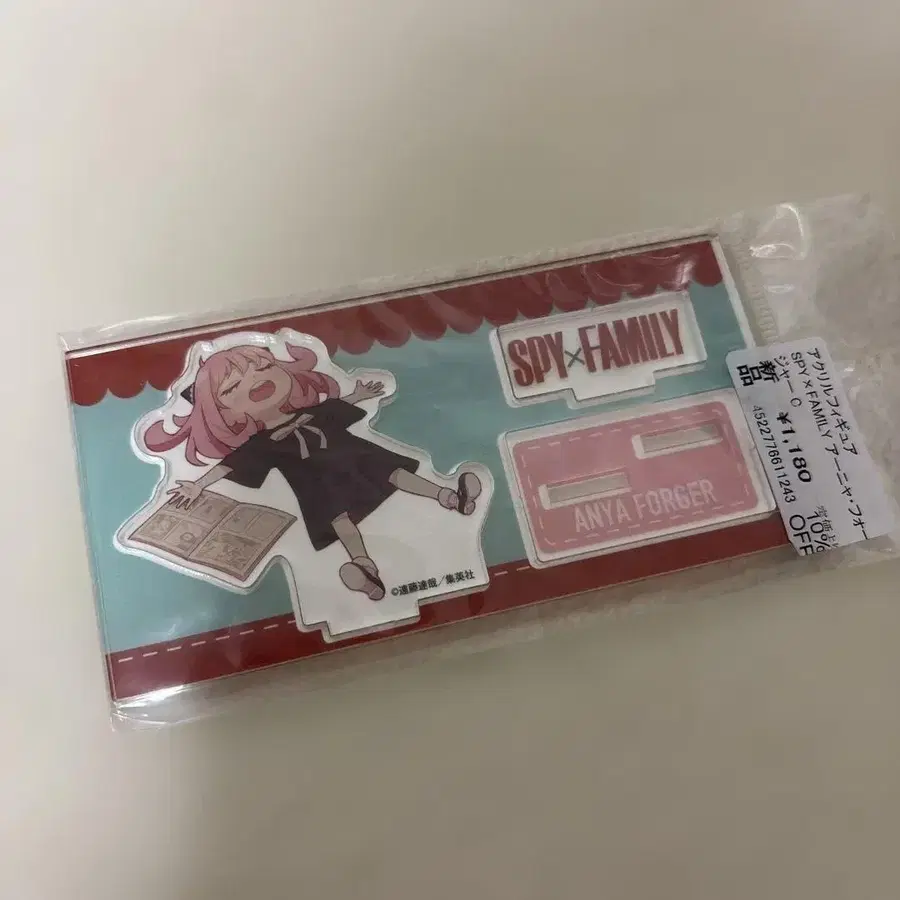 SPY×FAMILY
ANYA FORGER
©遠藤達哉/集英社
アクリルフィギュア
SPY×FAMILY アーニャ・フォー
ジャー C
¥1,180
新品
4522776611243
10%
OFF